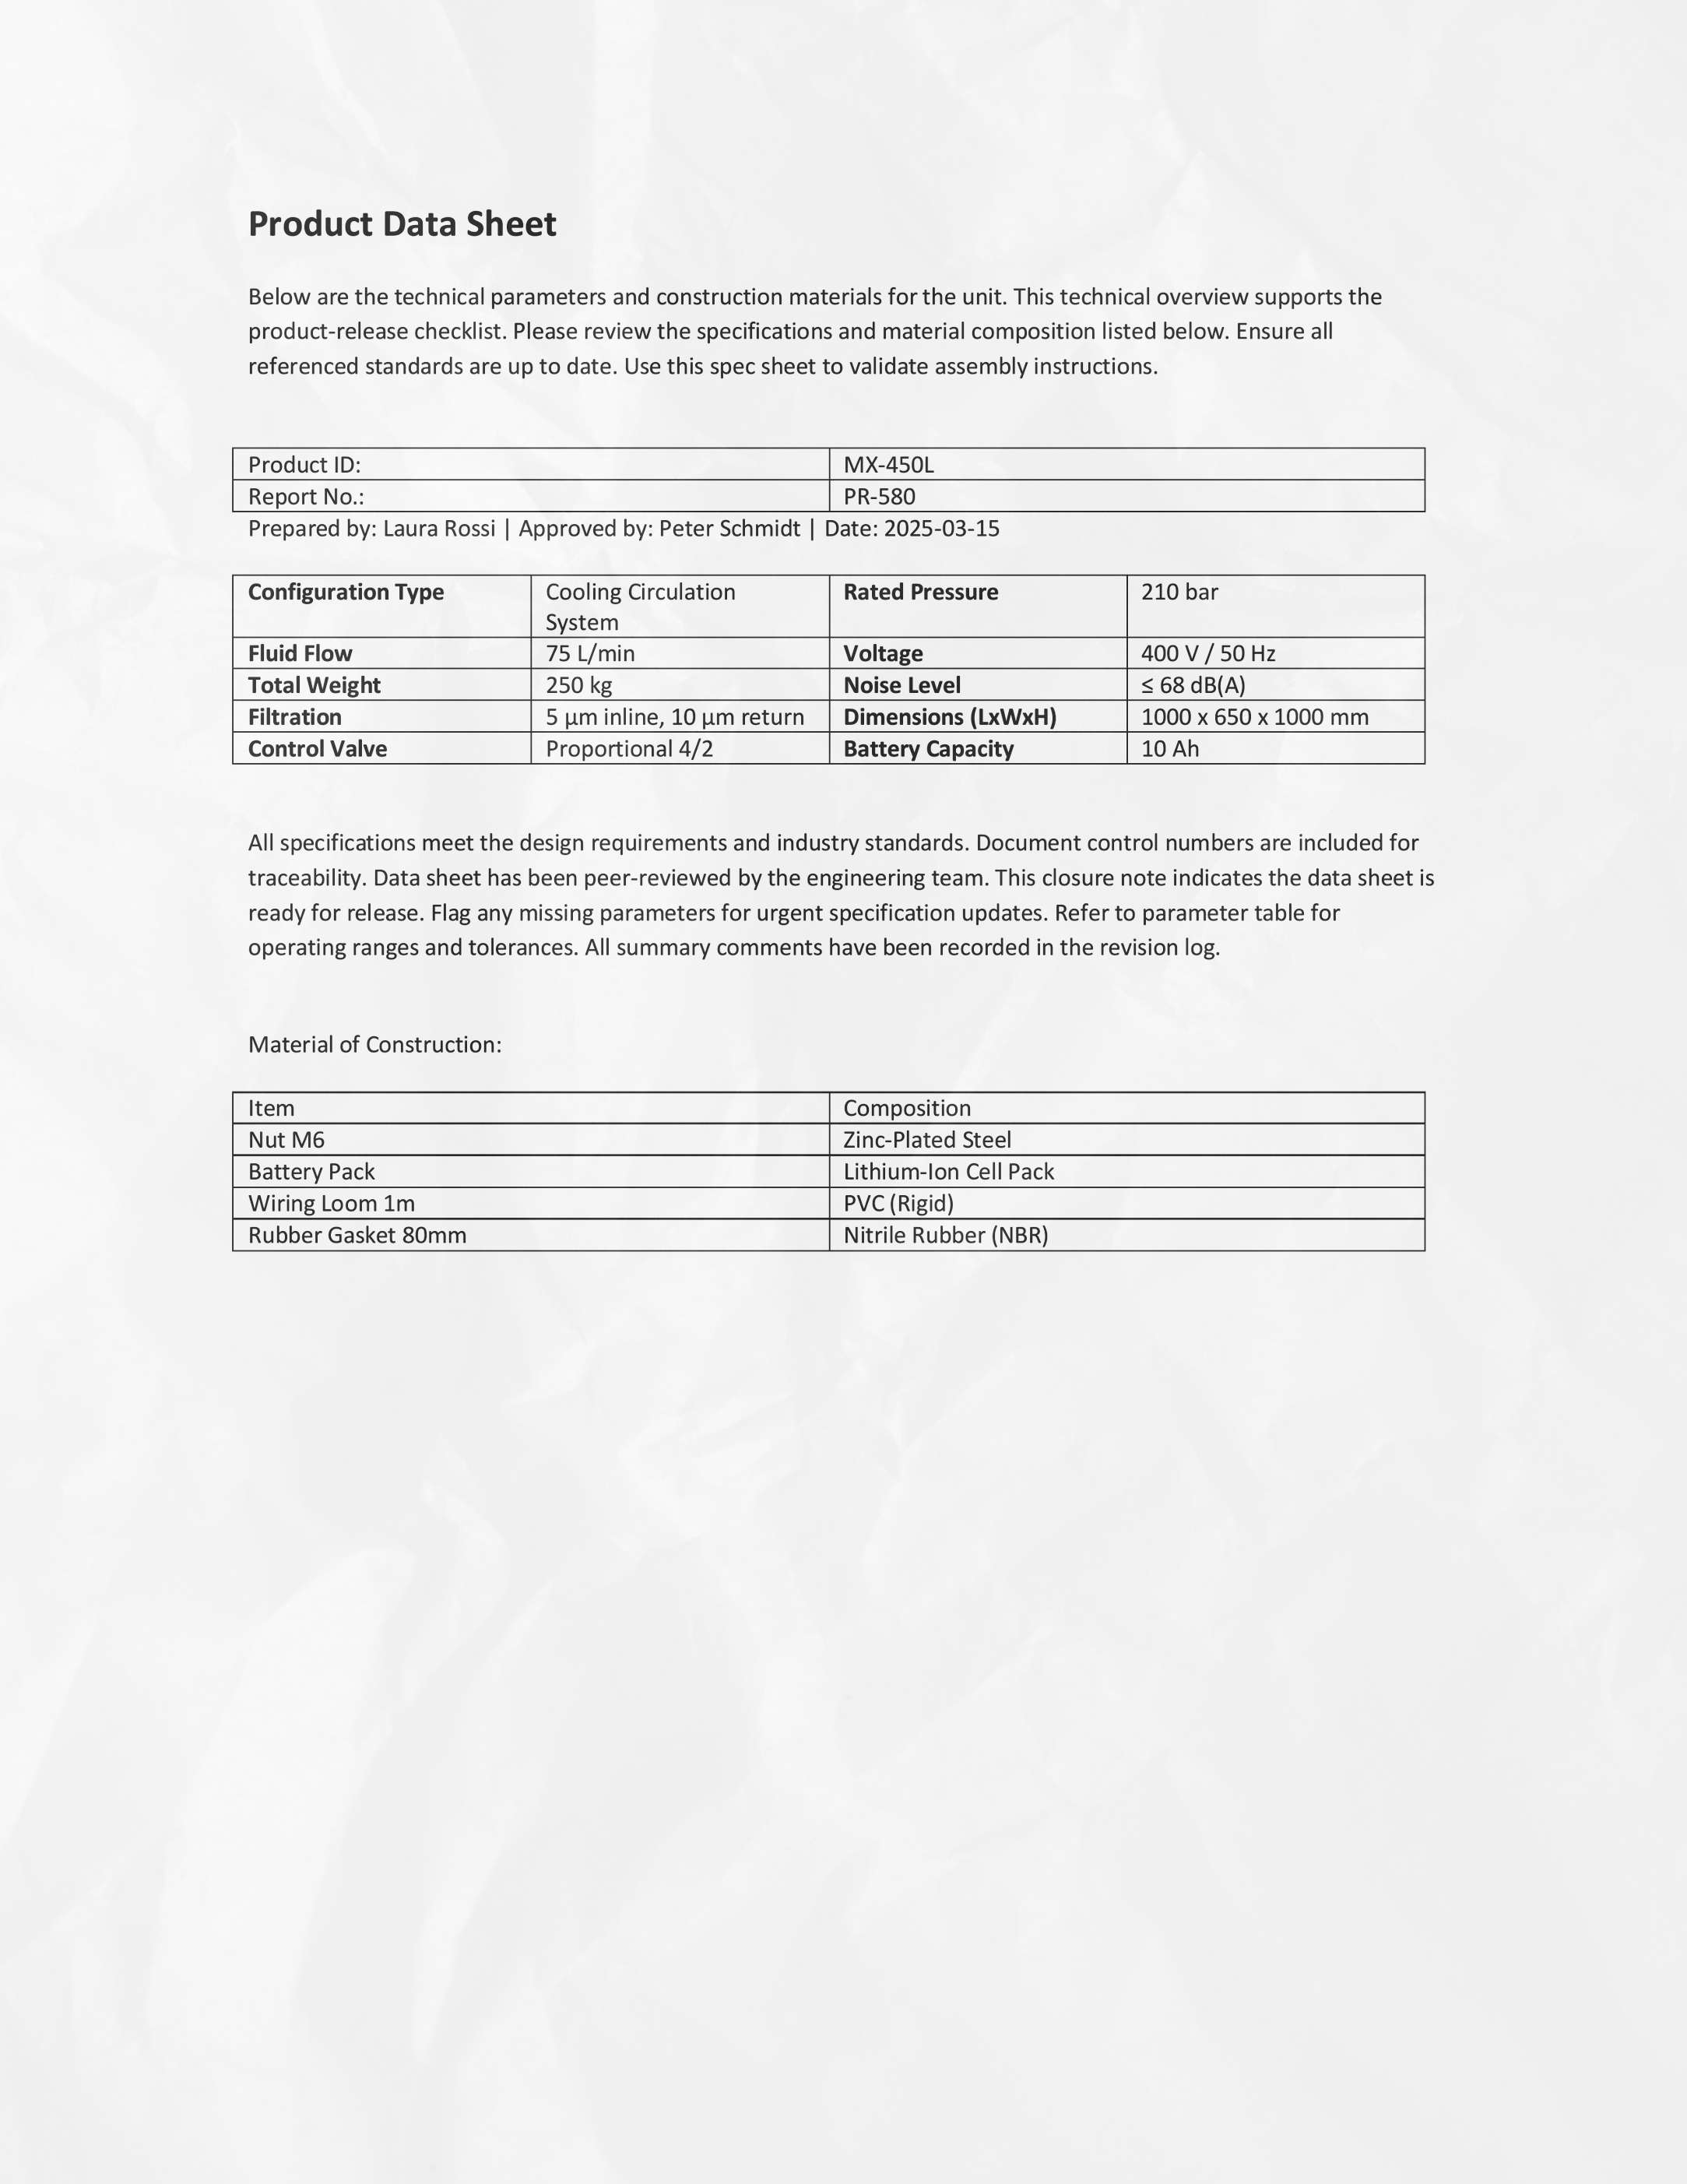 Product Data Sheet
Below are the technical parameters and construction materials for the unit. This technical overview supports the
product-release checklist. Please review the specifications and material composition listed below. Ensure all
referenced standards are up to date. Use this spec sheet to validate assembly instructions.
Product ID: MX-450L
Report No.: PR-580
Prepared by: Laura Rossi | Approved by: Peter Schmidt | Date: 2025-03-15
Configuration Type Cooling Circulation System Rated Pressure 210 bar
Fluid Flow 75 L/min Voltage 400 V / 50 Hz
Total Weight 250 kg Noise Level ≤ 68 dB(A)
Filtration 5 µm inline, 10 µm return Dimensions (LxWxH) 1000 x 650 x 1000 mm
Control Valve Proportional 4/2 Battery Capacity 10 Ah
All specifications meet the design requirements and industry standards. Document control numbers are included for
traceability. Data sheet has been peer-reviewed by the engineering team. This closure note indicates the data sheet is
ready for release. Flag any missing parameters for urgent specification updates. Refer to parameter table for
operating ranges and tolerances. All summary comments have been recorded in the revision log.
Material of Construction:
Item Composition
Nut M6 Zinc-Plated Steel
Battery Pack Lithium-Ion Cell Pack
Wiring Loom 1m PVC (Rigid)
Rubber Gasket 80mm Nitrile Rubber (NBR)